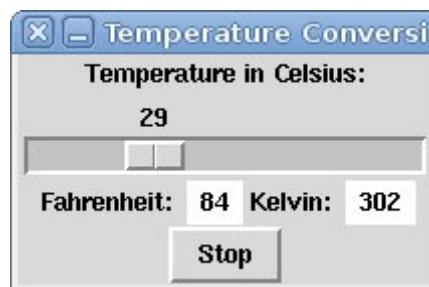 Temperature Conversi
Temperature in Celsius:
29
Fahrenheit: 84 Kelvin: 302
Stop